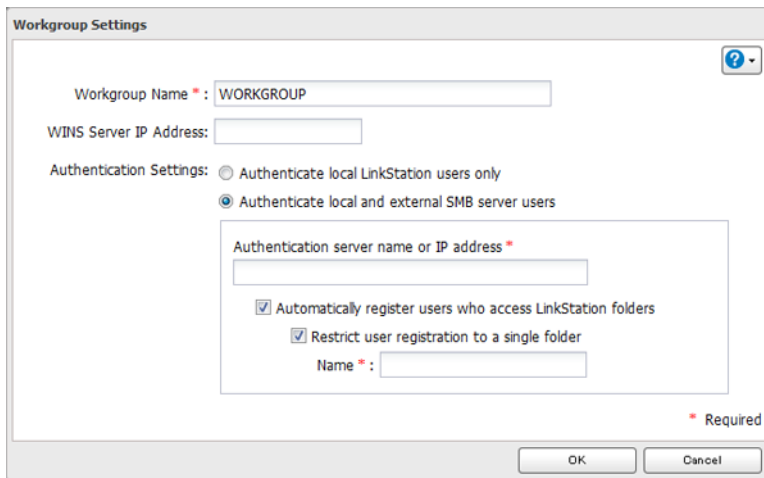 Workgroup Settings
?
Workgroup Name * : WORKGROUP
WINS Server IP Address:
Authentication Settings: Authenticate local LinkStation users only
Authenticate local and external SMB server users
Authentication server name or IP address *
Automatically register users who access LinkStation folders
Restrict user registration to a single folder
Name * :
* Required
OK Cancel